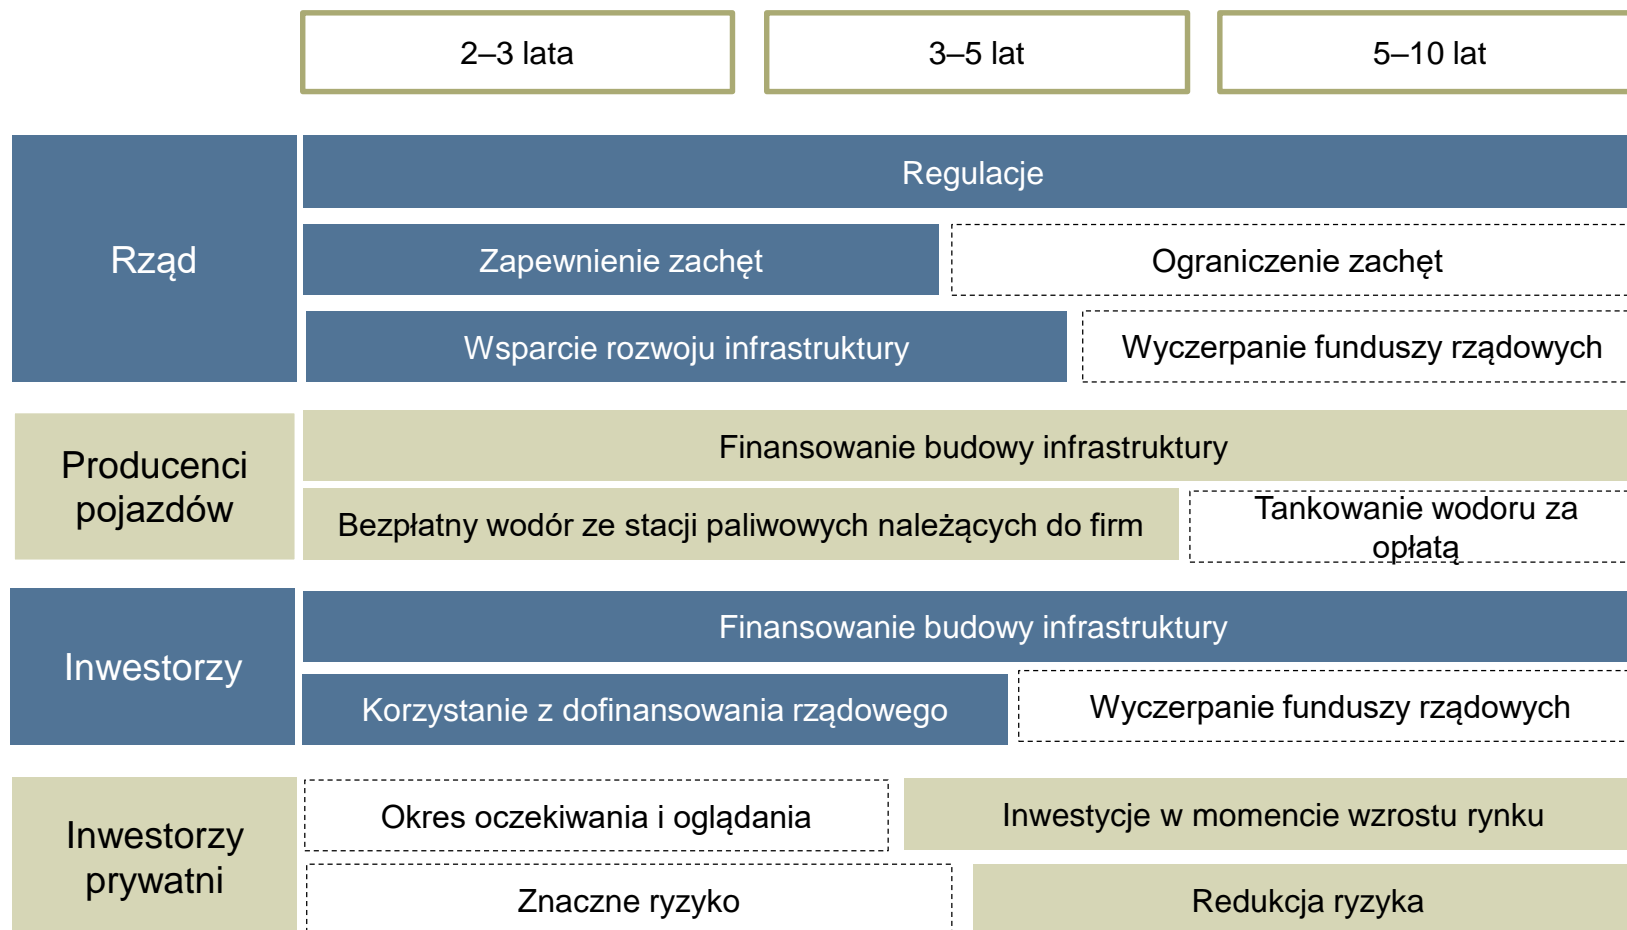 2–3 lata
3–5 lat
5–10 lat
Rząd
Regulacje
Zapewnienie zachęt
Ograniczenie zachęt
Wsparcie rozwoju infrastruktury
Wyczerpanie funduszy rządowych
Producenci
pojazdów
Finansowanie budowy infrastruktury
Bezpłatny wodór ze stacji paliwowych należących do firm
Tankowanie wodoru za
opłatą
Inwestorzy
Finansowanie budowy infrastruktury
Korzystanie z dofinansowania rządowego
Wyczerpanie funduszy rządowych
Inwestorzy
prywatni
Okres oczekiwania i oglądania
Inwestycje w momencie wzrostu rynku
Znaczne ryzyko
Redukcja ryzyka